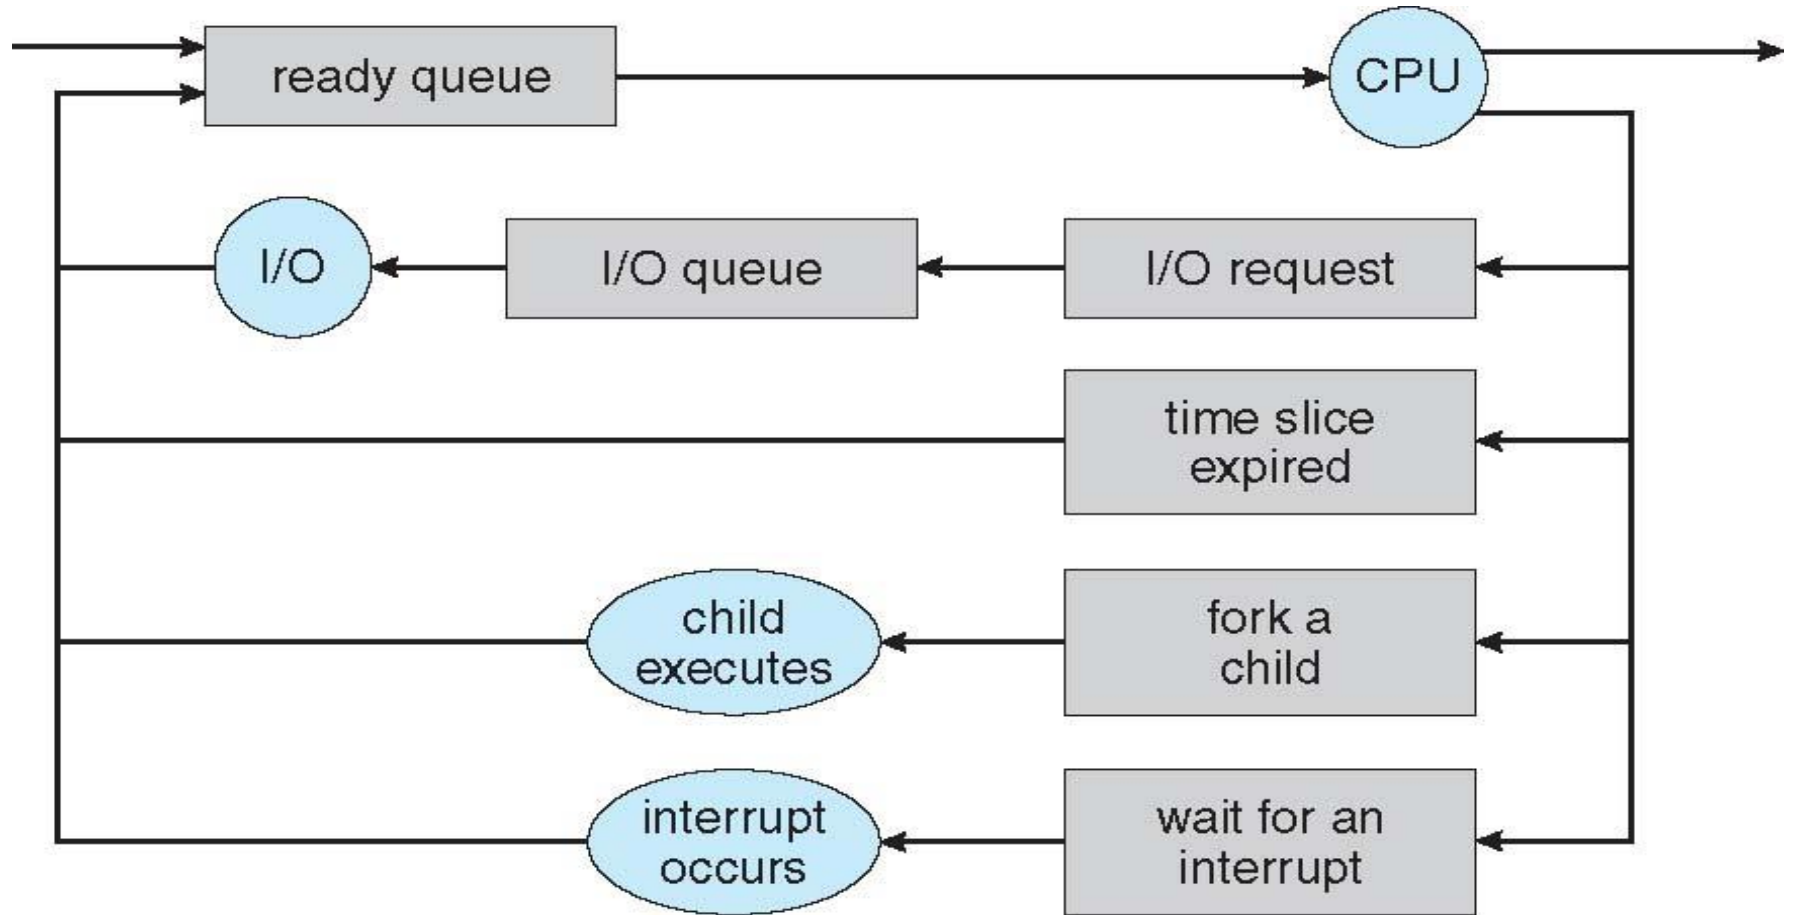 ready queue
CPU
I/O
I/O queue
I/O request
time slice
expired
child
executes
fork a
child
interrupt
occurs
wait for an
interrupt